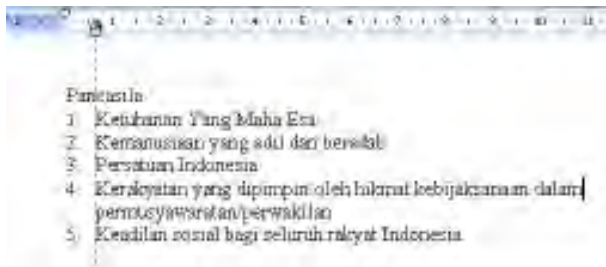 Pancasila
1. Ketuhanan Yang Maha Esa
2. Kemanusiaan yang adil dan beradab
3. Persatuan Indonesia
4. Kerakyatan yang dipimpin oleh hikmat kebijaksanaan dalam
permusyawaratan/perwakilan
5. Keadilan sosial bagi seluruh rakyat Indonesia